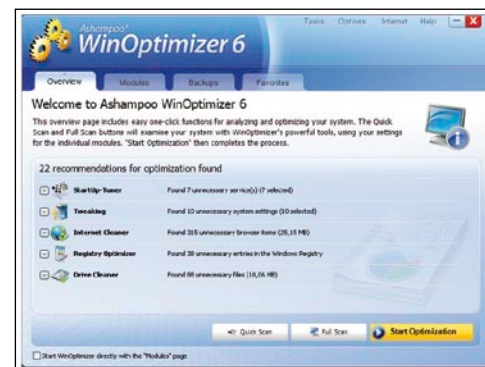 Tasks Options Internet Help
Ashampoo®
WinOptimizer 6
Overview Modules Backups Favorites
Welcome to Ashampoo WinOptimizer 6
This overview page includes easy one-click functions for analyzing and optimizing your system. The Quick
Scan and Full Scan buttons will examine your system with WinOptimizer's powerful tools, using your settings
for the individual modules. "Start Optimization" then completes the process.
22 recommendations for optimization found
StartUp-Tuner Found 7 unnecessary service(s) (7 selected)
Tweaking Found 10 unnecessary system settings (10 selected)
Internet Cleaner Found 315 unnecessary browser items (25,15 MB)
Registry Optimizer Found 38 unnecessary entries in the Windows Registry
Drive Cleaner Found 88 unnecessary files (18,06 MB)
Quick Scan Full Scan Start Optimization
Start WinOptimizer directly with the "Modules" page